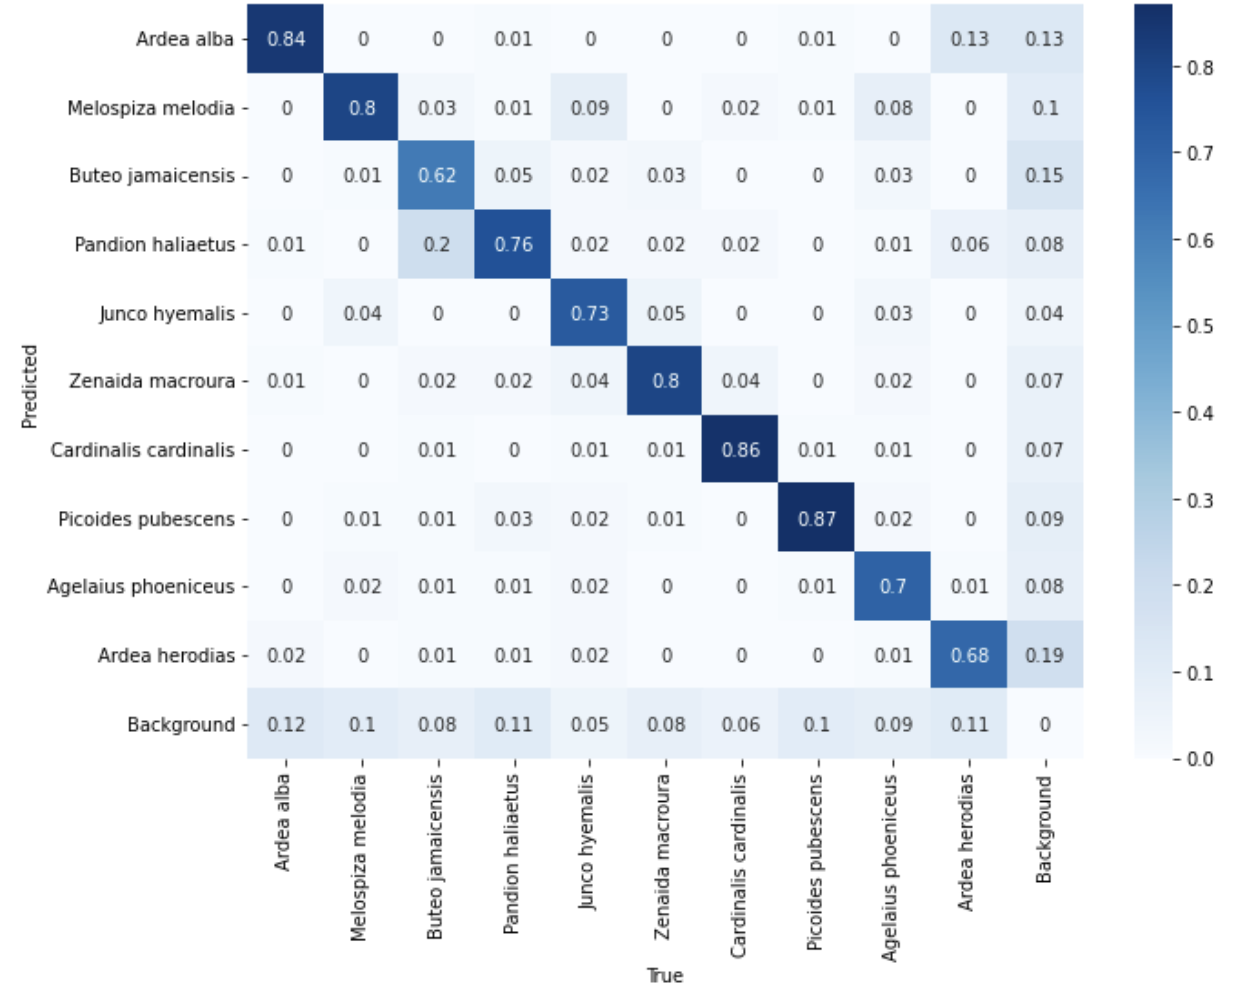 Predicted
Ardea alba 0.84 0 0 0.01 0 0 0 0.01 0 0.13 0.13
Melospiza melodia 0 0.8 0.03 0.01 0.09 0 0.02 0.01 0.08 0 0.1
Buteo jamaicensis 0 0.01 0.62 0.05 0.02 0.03 0 0 0.03 0 0.15
Pandion haliaetus 0.01 0 0.2 0.76 0.02 0.02 0.02 0 0.01 0.06 0.08
Junco hyemalis 0 0.04 0 0 0.73 0.05 0 0 0.03 0 0.04
Zenaida macroura 0.01 0 0.02 0.02 0.04 0.8 0.04 0 0.02 0 0.07
Cardinalis cardinalis 0 0 0.01 0 0.01 0.01 0.86 0.01 0.01 0 0.07
Picoides pubescens 0 0.01 0.01 0.03 0.02 0.01 0 0.87 0.02 0 0.09
Agelaius phoeniceus 0 0.02 0.01 0.01 0.02 0 0 0.01 0.7 0.01 0.08
Ardea herodias 0.02 0 0.01 0.01 0.02 0 0 0 0.01 0.68 0.19
Background 0.12 0.1 0.08 0.11 0.05 0.08 0.06 0.1 0.09 0.11 0
Ardea alba
Melospiza melodia
Buteo jamaicensis
Pandion haliaetus
Junco hyemalis
Zenaida macroura
Cardinalis cardinalis
Picoides pubescens
Agelaius phoeniceus
Ardea herodias
Background
True
0.8
0.7
0.6
0.5
0.4
0.3
0.2
0.1
0.0